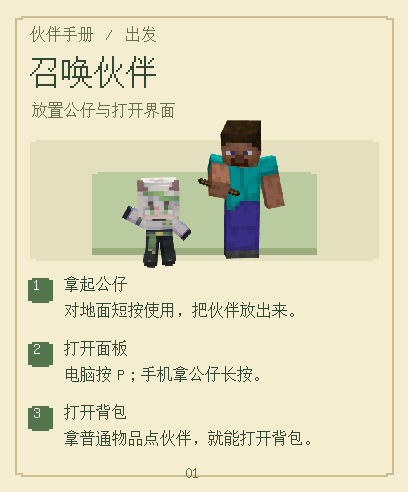 伙伴手册 / 出发
召唤伙伴
放置公仔与打开界面
1 拿起公仔
对地面短按使用，把伙伴放出来。
2 打开面板
电脑按 P；手机拿公仔长按。
3 打开背包
拿普通物品点伙伴，就能打开背包。
01